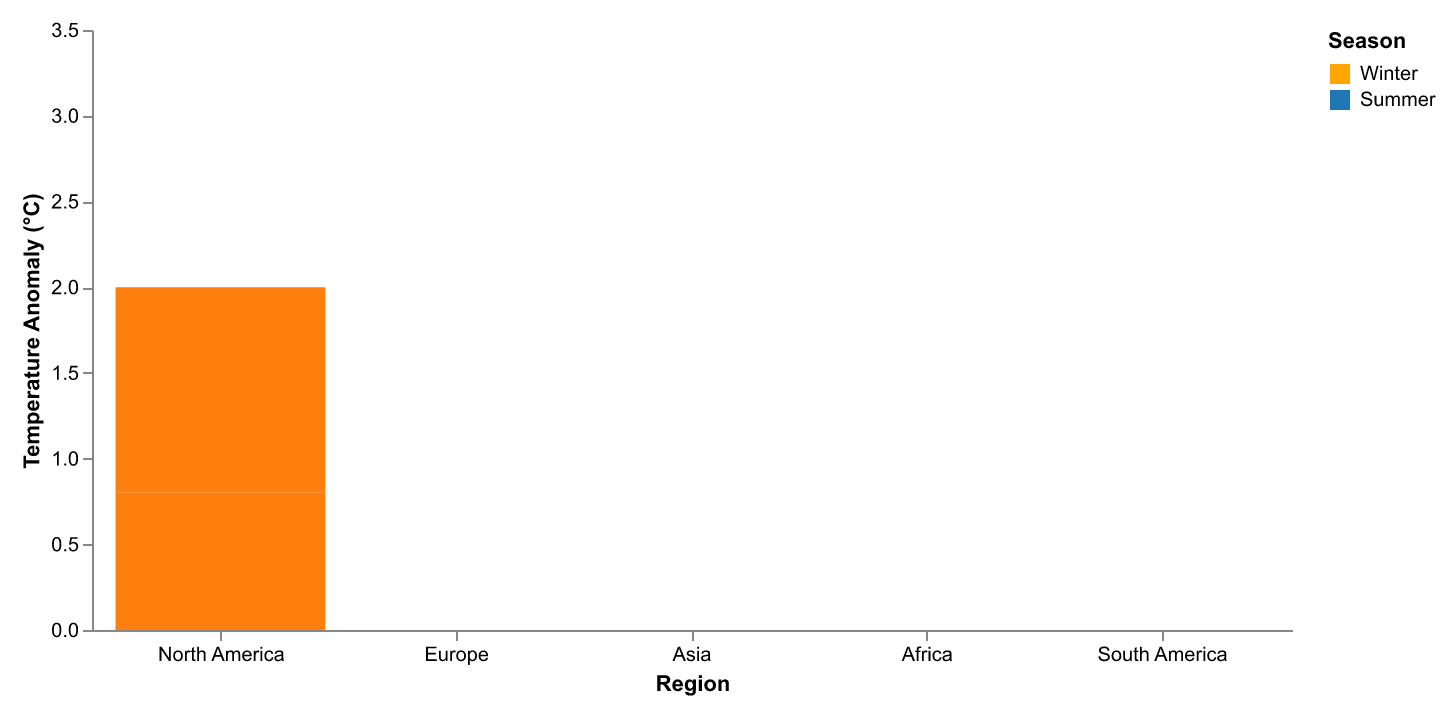 Season
Winter
Summer
Temperature Anomaly (°C)
3.5
3.0
2.5
2.0
1.5
1.0
0.5
0.0
North America
Europe
Asia
Africa
South America
Region